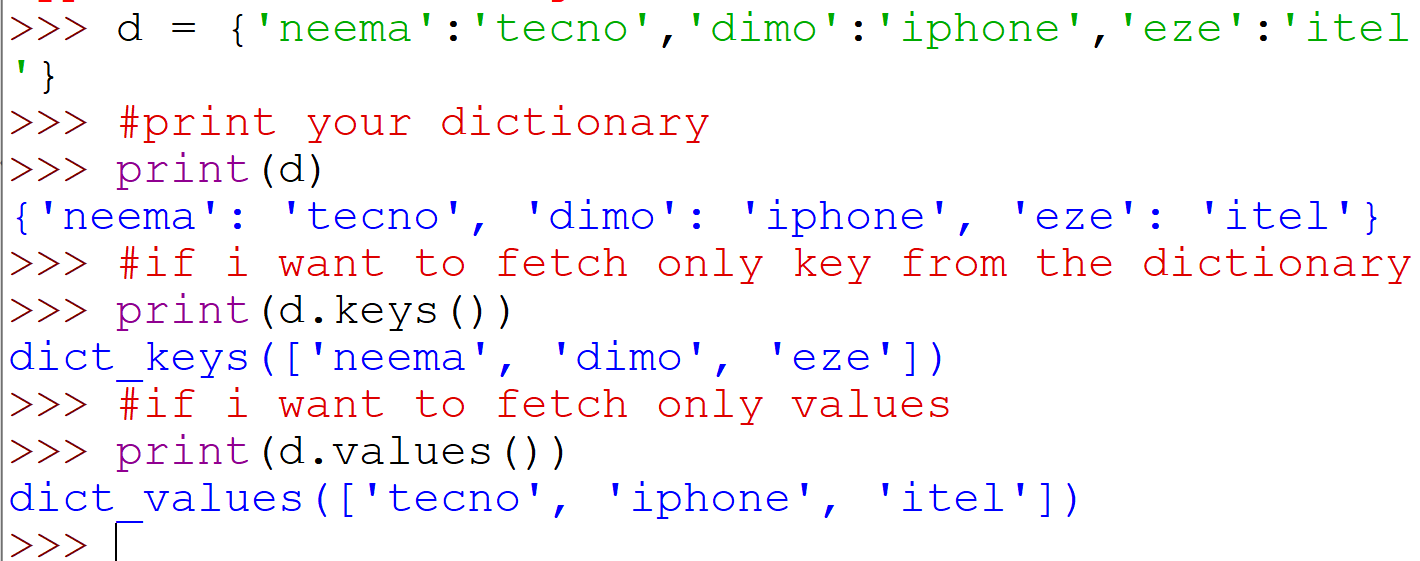 >>> d = {'neema':'tecno','dimo':'iphone','eze':'itel
'}
>>> #print your dictionary
>>> print(d)
{'neema': 'tecno', 'dimo': 'iphone', 'eze': 'itel'}
>>> #if i want to fetch only key from the dictionary
>>> print(d.keys())
dict_keys(['neema', 'dimo', 'eze'])
>>> #if i want to fetch only values
>>> print(d.values())
dict_values(['tecno', 'iphone', 'itel'])
>>>